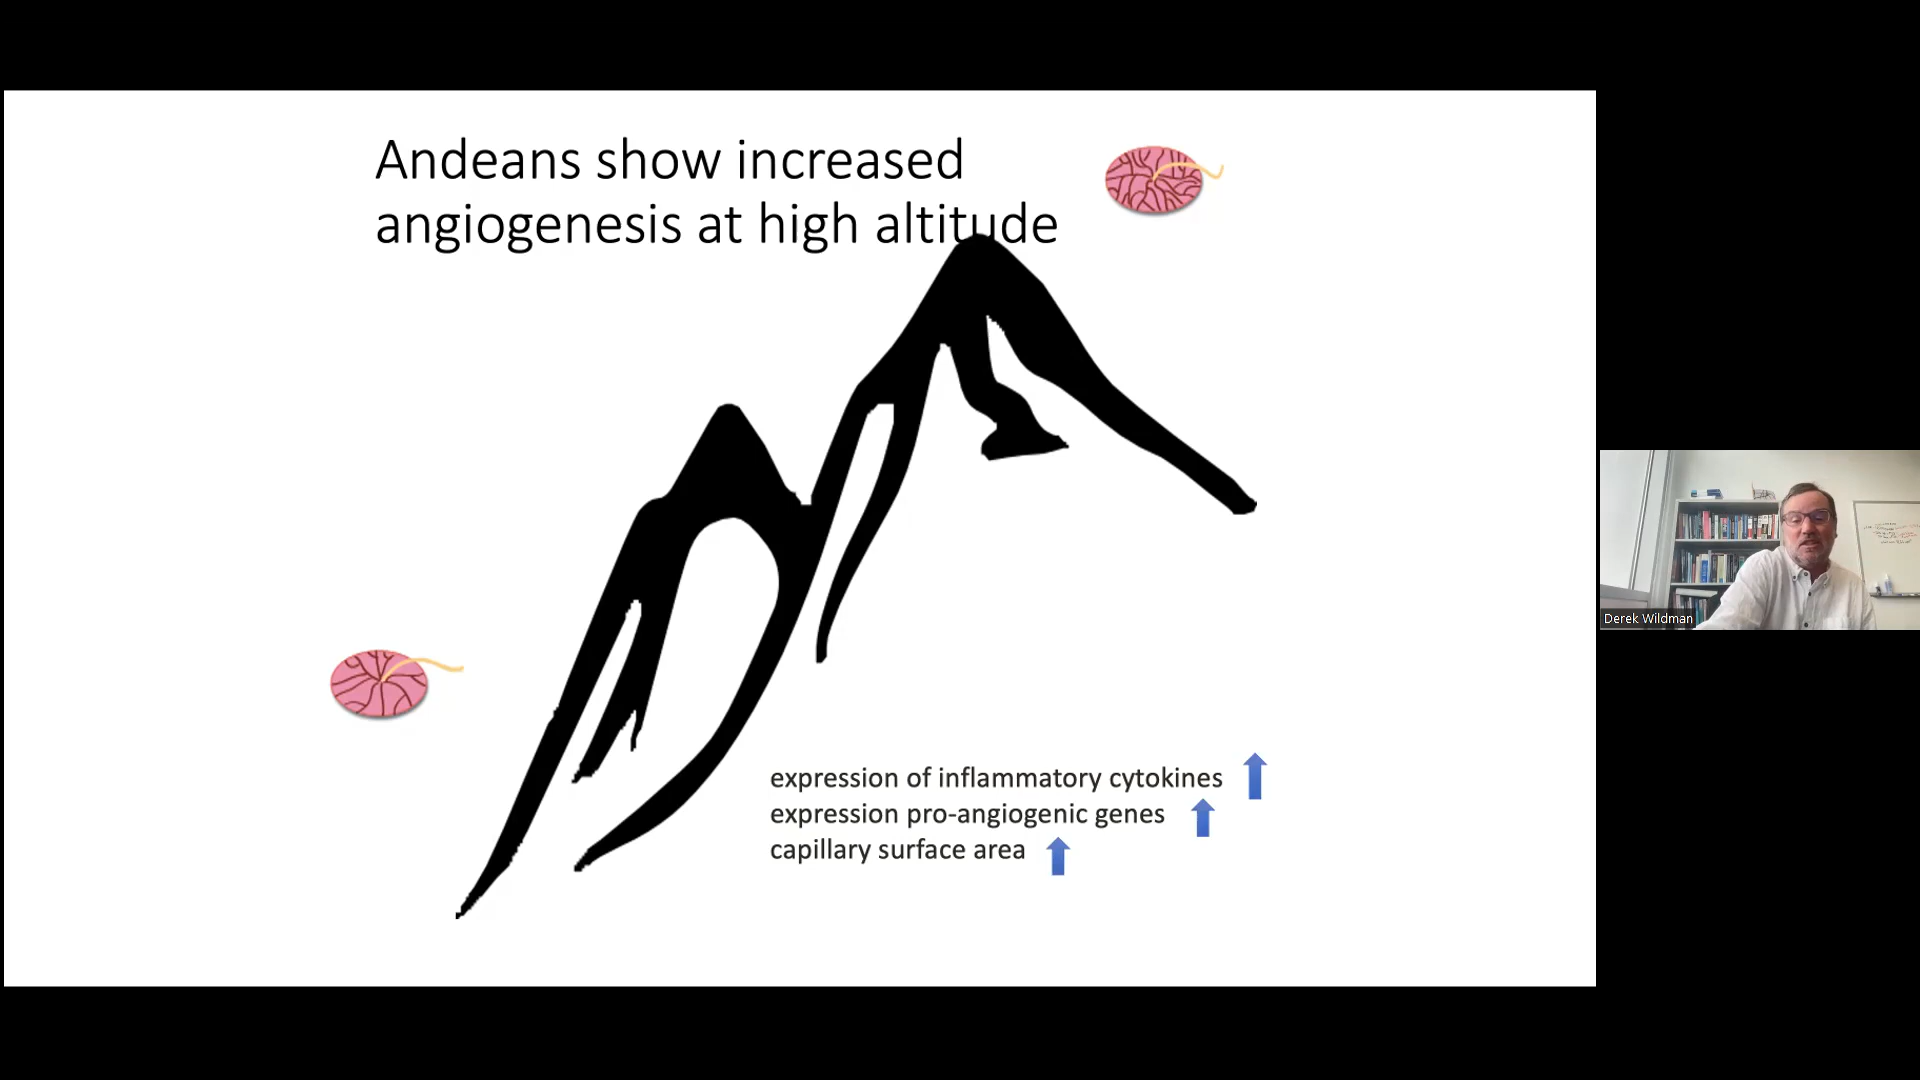 Andeans show increased
angiogenesis at high altitude
expression of inflammatory cytokines
expression pro-angiogenic genes
capillary surface area
Derek Wildman